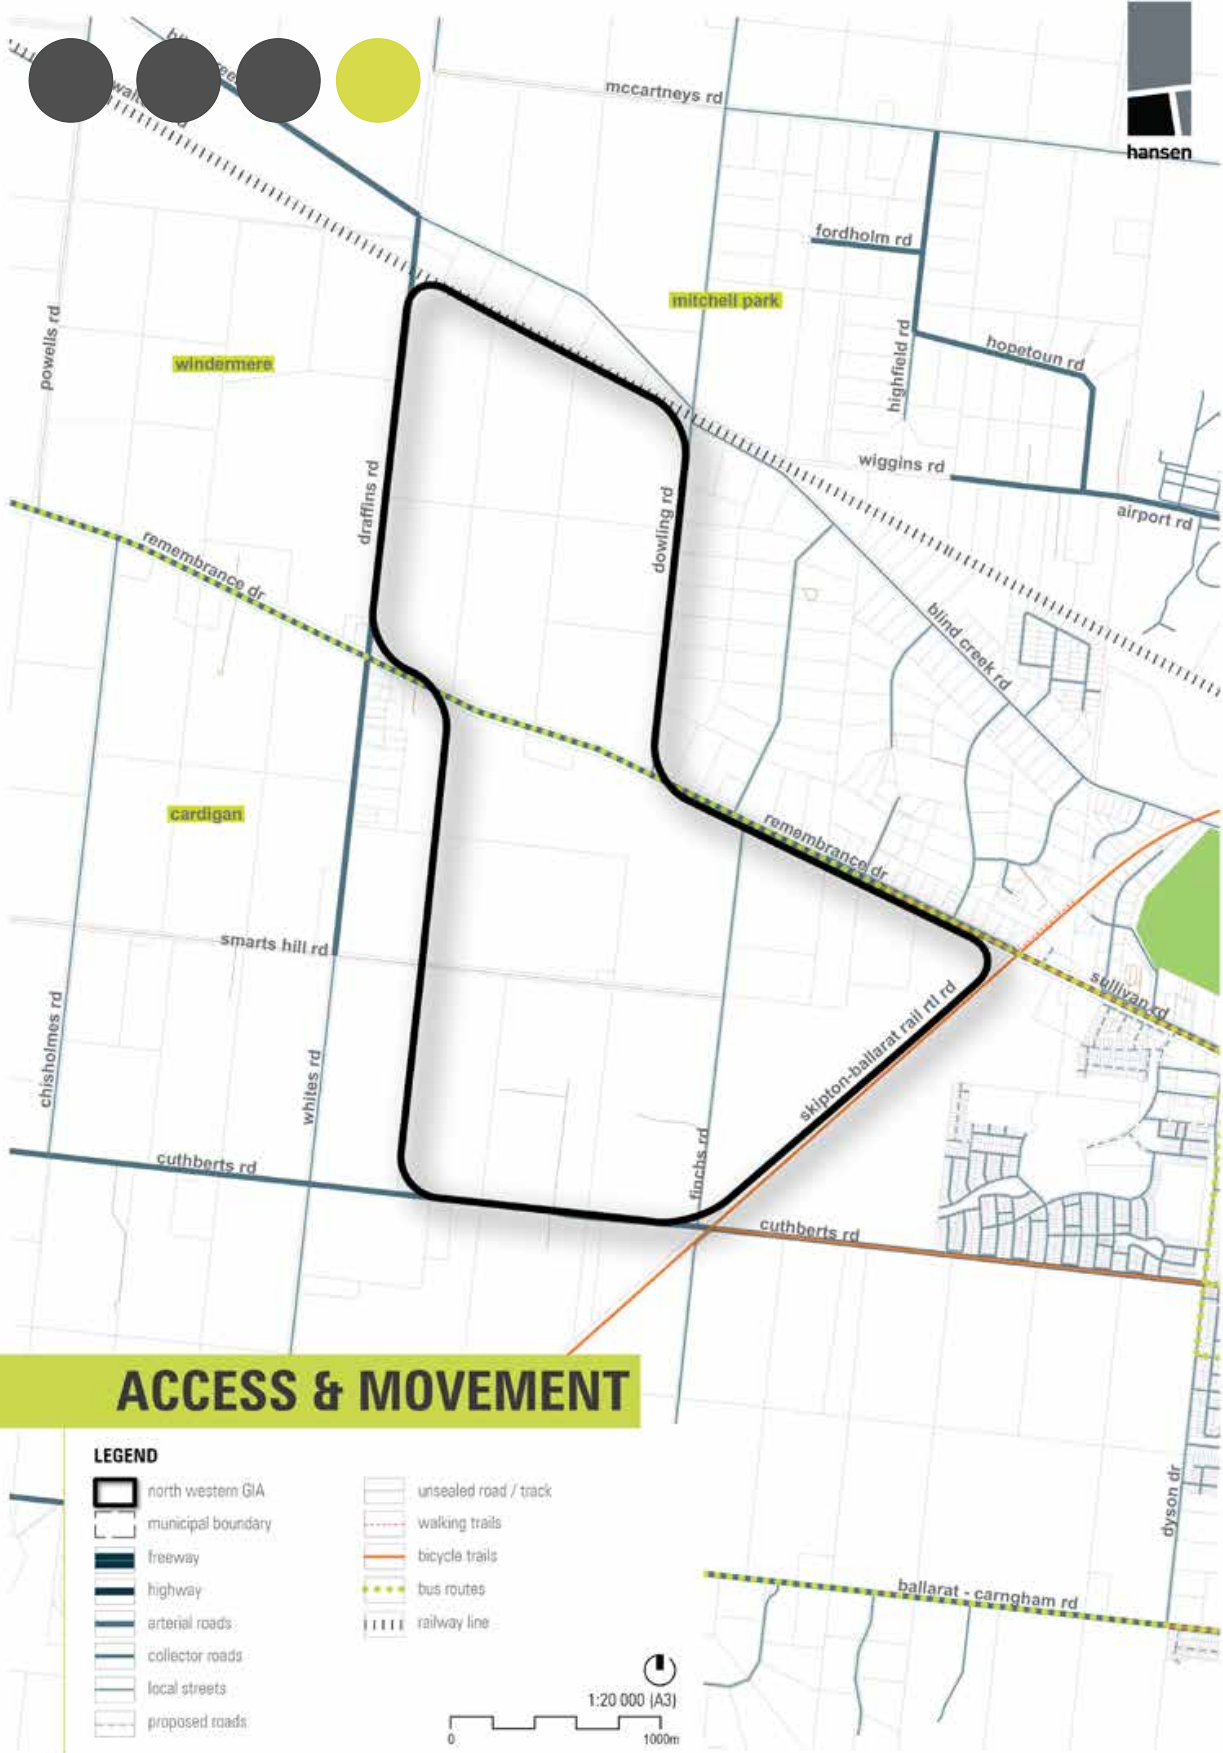 mccartneys rd
hansen
fordholm rd
mitchell park
powells rd
windermere
highfield rd
hopetoun rd
draffins rd
dowling rd
wiggins rd
airport rd
remembrance dr
blind creek rd
cardigan
remembrance dr
smarts hill rd
sullivan rd
chisholmes rd
whites rd
skipton-ballarat rail rtl rd
finchs rd
cuthberts rd
cuthberts rd
ACCESS & MOVEMENT
LEGEND
north western GIA
municipal boundary
freeway
highway
arterial roads
collector roads
local streets
proposed roads
unsealed road / track
walking trails
bicycle trails
bus routes
railway line
1:20 000 (A3)
0 1000m
dyson dr
ballarat - carngham rd